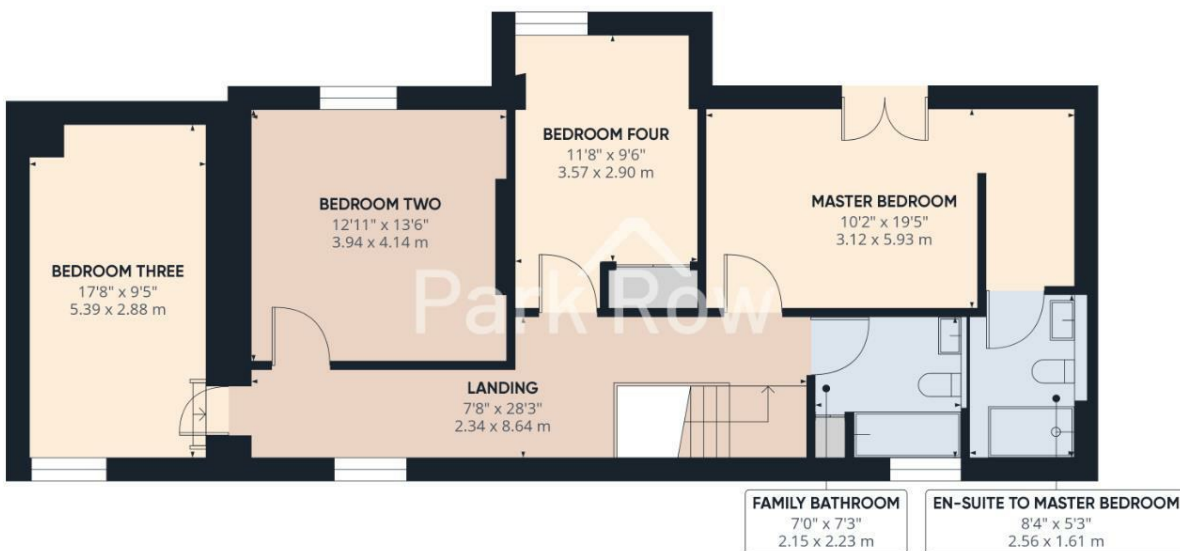 BEDROOM FOUR
11'8" x 9'6"
3.57 x 2.90 m
BEDROOM TWO
12'11" x 13'6"
3.94 x 4.14 m
MASTER BEDROOM
10'2" x 19'5"
3.12 x 5.93 m
BEDROOM THREE
17'8" x 9'5"
5.39 x 2.88 m
Park Row
LANDING
7'8" x 28'3"
2.34 x 8.64 m
FAMILY BATHROOM
7'0" x 7'3"
2.15 x 2.23 m
EN-SUITE TO MASTER BEDROOM
8'4" x 5'3"
2.56 x 1.61 m